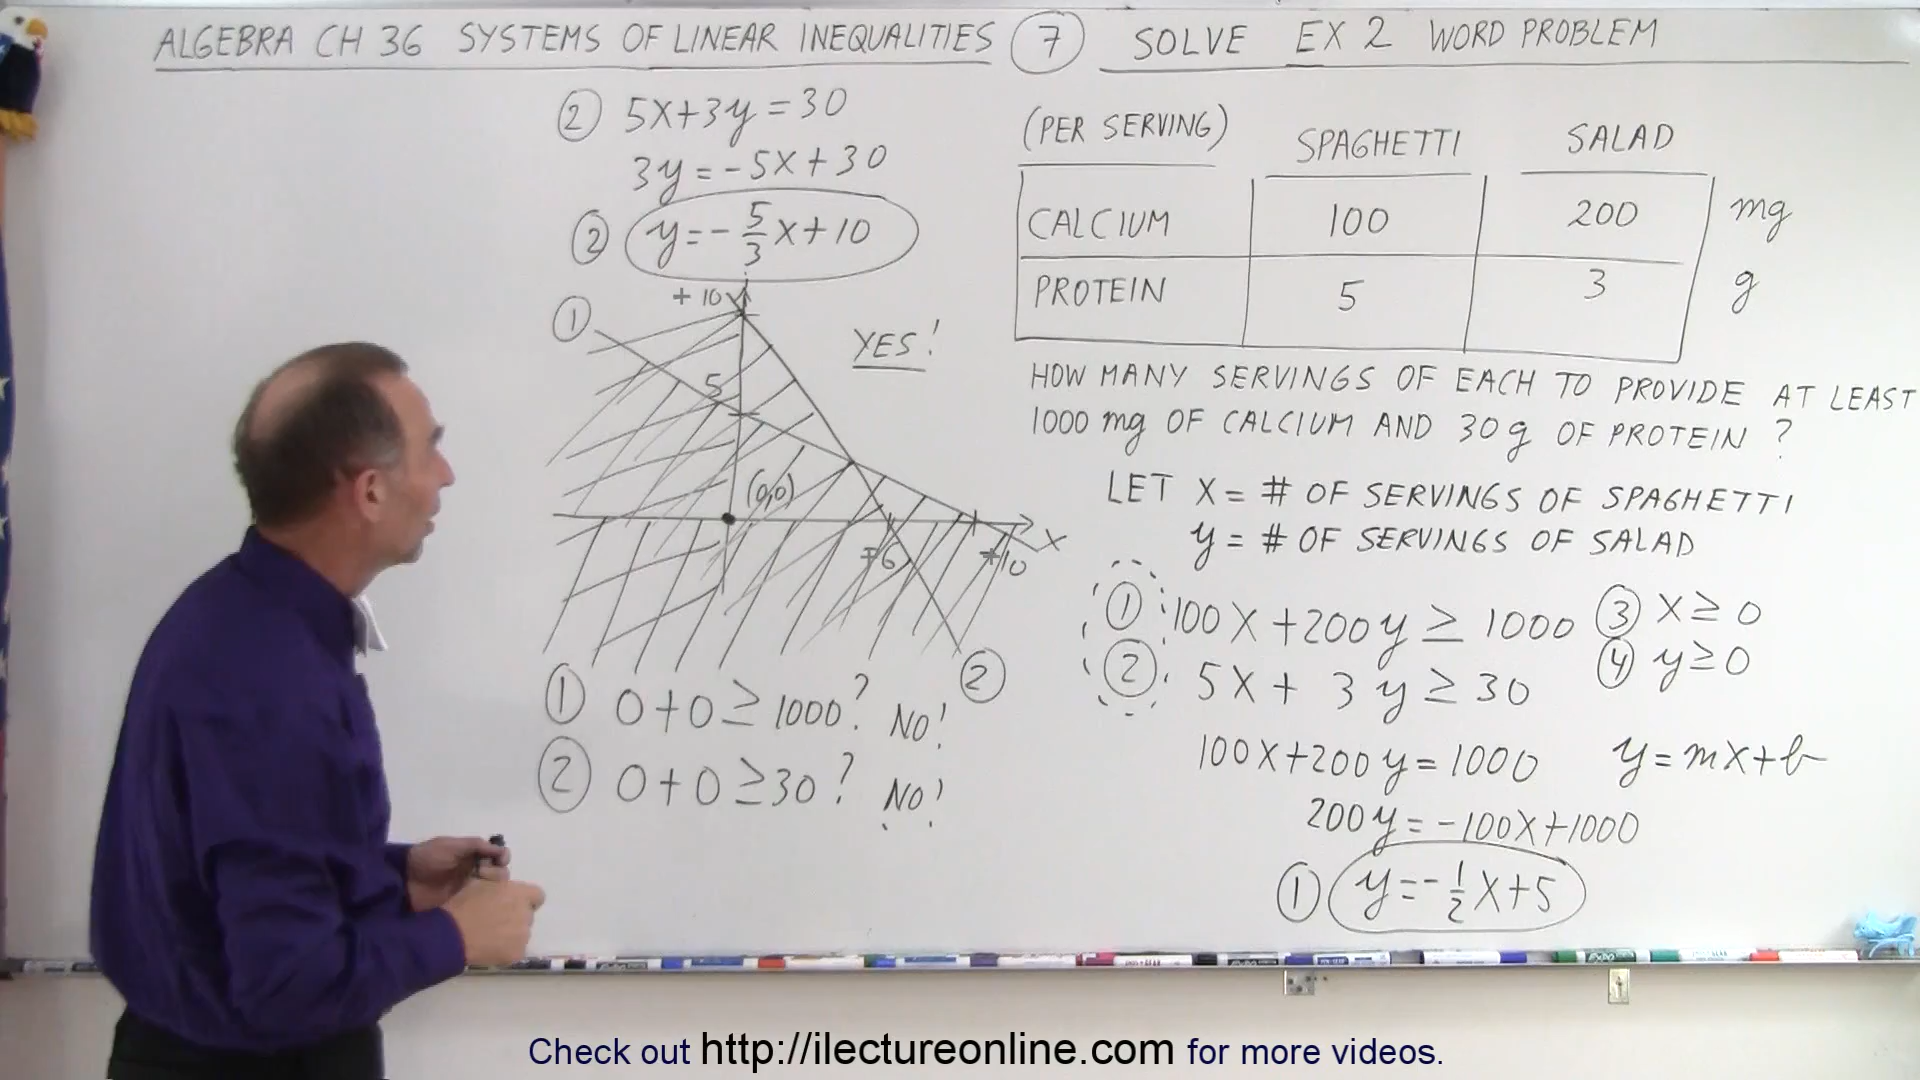 ALGEBRA CH 36 SYSTEMS OF LINEAR INEQUALITIES 7 SOLVE EX 2 WORD PROBLEM
② 5X+3y=30
3y=-5X+30
② y=-5/3X+10
+10
①
5
YES!
(0,0)
+6
+10
X
②
① 0+0≥1000? NO!
② 0+0≥30? NO!
(PER SERVING) SPAGHETTI SALAD
CALCIUM 100 200 mg
PROTEIN 5 3 g
HOW MANY SERVINGS OF EACH TO PROVIDE AT LEAST
1000 mg OF CALCIUM AND 30g OF PROTEIN?
LET X = # OF SERVINGS OF SPAGHETTI
y = # OF SERVINGS OF SALAD
① 100X+200y≥1000 ③ X≥0
② 5X+3y≥30 ④ y≥0
100X+200y=1000 y=mX+b
200y=-100X+1000
① y=-1/2X+5
Check out http://ilectureonline.com for more videos.